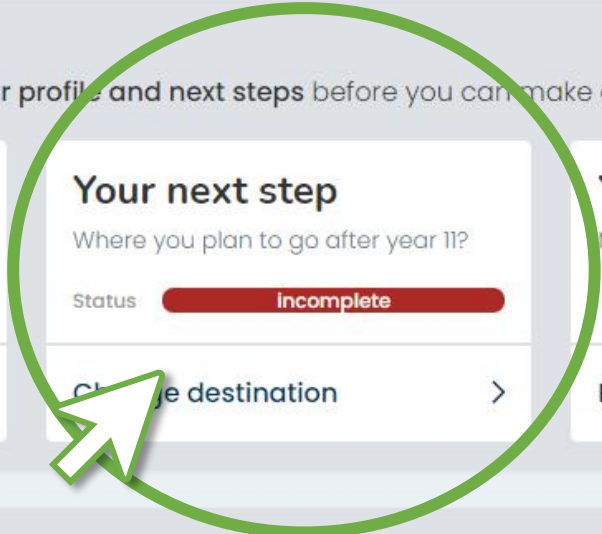 r profile and next steps before you can make
Your next step
Where you plan to go after year 11?
Status incomplete
destination